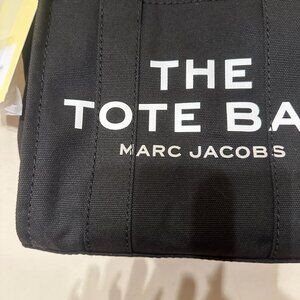 THE
TOTE BA
MARC JACOBS